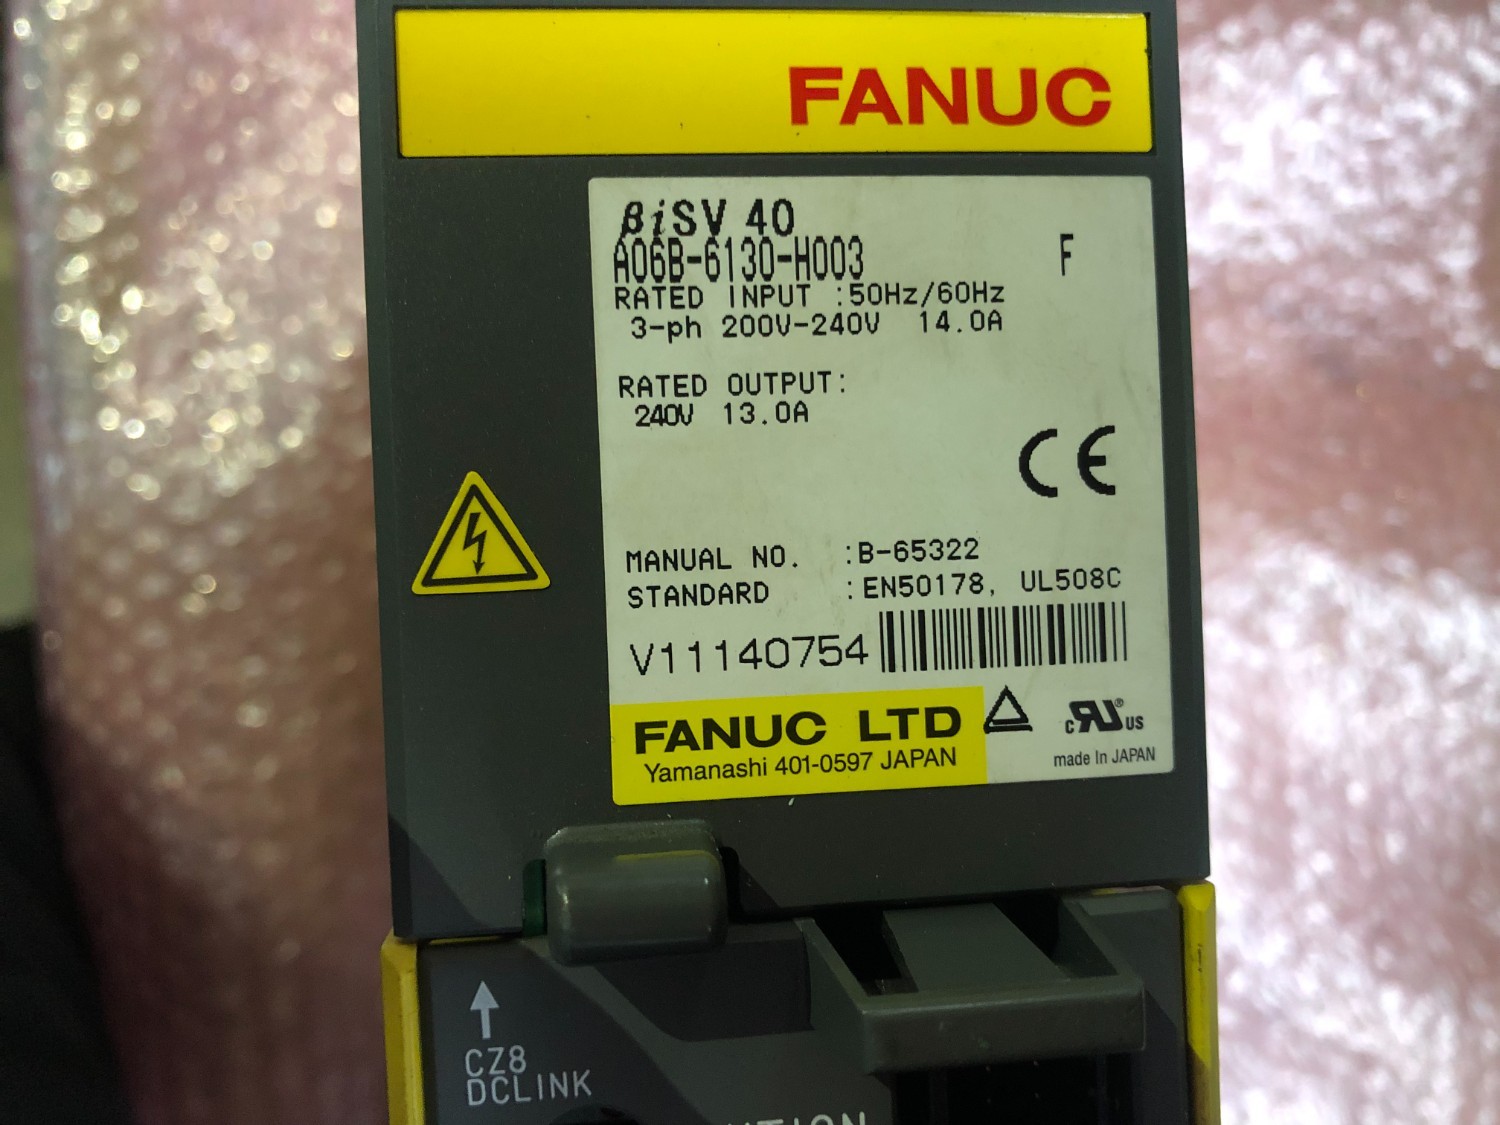 FANUC
βiSV 40
A06B-6130-H003 F
RATED INPUT :50Hz/60Hz
3-ph 200V-240V 14.0A
RATED OUTPUT:
240V 13.0A
CE
MANUAL NO. :B-65322
STANDARD :EN50178, UL508C
V11140754
FANUC LTD
Yamanashi 401-0597 JAPAN
c RU ® US
made In JAPAN
CZ8
DCLINK